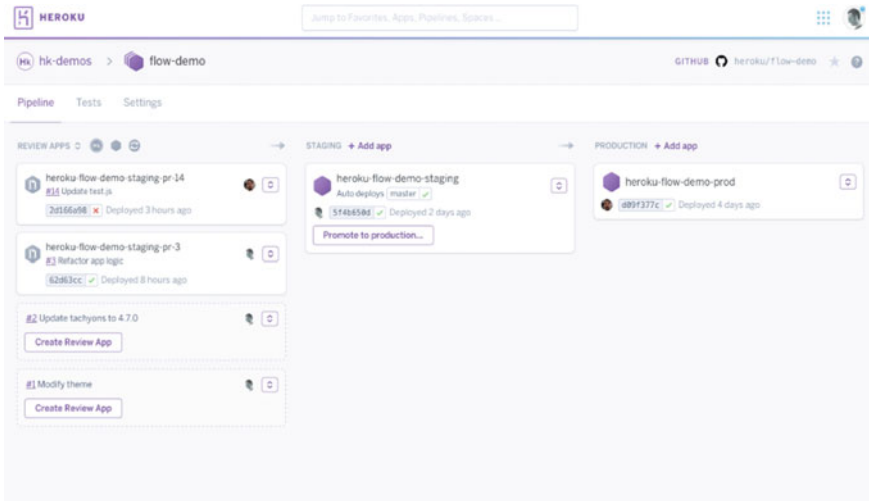 HEROKU
Jump to Favorites, Apps, Pipelines, Spaces ...
HK hk-demos > flow-demo
GITHUB heroku/flow-demo
Pipeline Tests Settings
REVIEW APPS
heroku-flow-demo-staging-pr-14
#14 Update test.js
2d166a98 Deployed 3 hours ago
heroku-flow-demo-staging-pr-3
#3 Refactor app logic
62d63cc Deployed 8 hours ago
#2 Update tachyons to 4.7.0
Create Review App
#1 Modify theme
Create Review App
STAGING + Add app
heroku-flow-demo-staging
Auto deploys master
5f4b650d Deployed 2 days ago
Promote to production...
PRODUCTION + Add app
heroku-flow-demo-prod
d09f377c Deployed 4 days ago